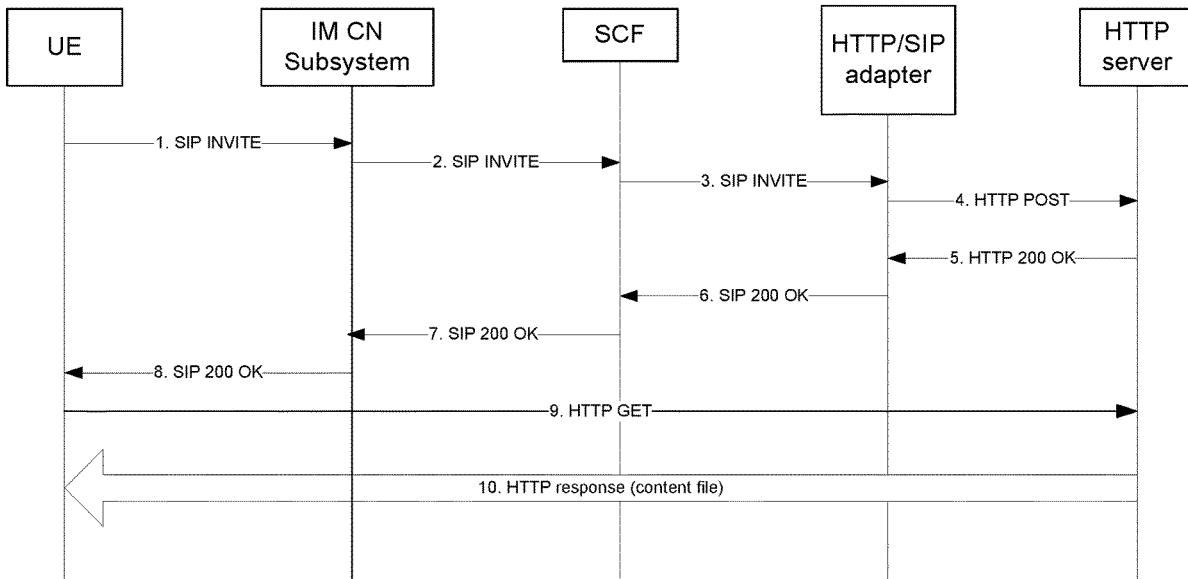 UE
IM CN
Subsystem
SCF
HTTP/SIP
adapter
HTTP
server
1. SIP INVITE
2. SIP INVITE
3. SIP INVITE
4. HTTP POST
5. HTTP 200 OK
6. SIP 200 OK
7. SIP 200 OK
8. SIP 200 OK
9. HTTP GET
10. HTTP response (content file)